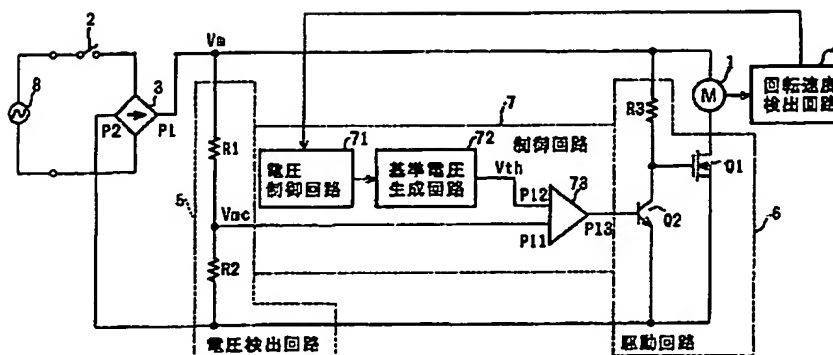 2
Vm
8
3
P2
P1
R1
R2
5
Vmc
電圧検出回路
7
71
電圧
制御回路
72
基準電圧
生成回路
制御回路
Vth
73
P12
P11
P13
R3
Q2
Q1
6
駆動回路
1
M
回転速度
検出回路